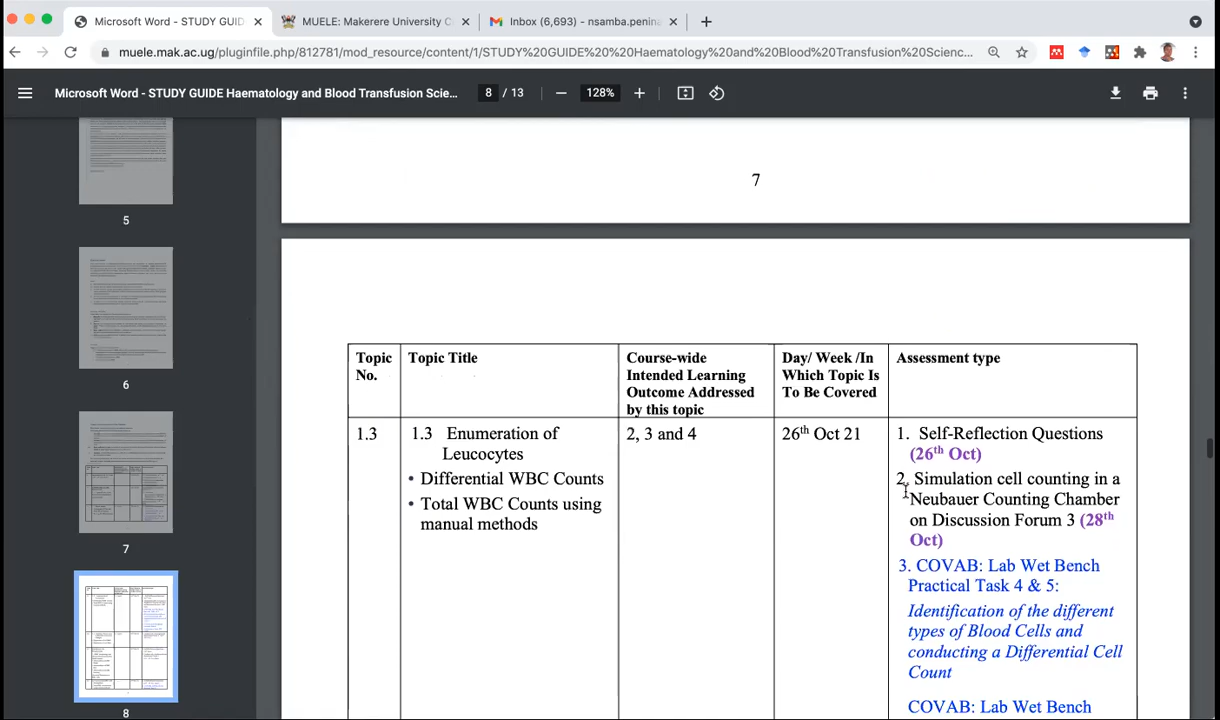 Microsoft Word - STUDY GUID
MUELE: Makerere University C
Inbox (6,693) - nsamba.penina
muele.mak.ac.ug/pluginfile.php/812781/mod_resource/content/1/STUDY%20GUIDE%20%20Haematology%20and%20Blood%20Transfusion%20Scienc...
Microsoft Word - STUDY GUIDE Haematology and Blood Transfusion Scie...
8 / 13
128%
5
6
7
8
7
Topic No.
Topic Title
Course-wide
Intended Learning
Outcome Addressed
by this topic
Day/ Week /In
Which Topic Is
To Be Covered
Assessment type
1.3
1.3 Enumeration of
Leucocytes
• Differential WBC Counts
• Total WBC Counts using
manual methods
2, 3 and 4
26th Oct 21
1. Self-Reflection Questions
(26th Oct)
2. Simulation cell counting in a
Neubauer Counting Chamber
on Discussion Forum 3 (28th
Oct)
3. COVAB: Lab Wet Bench
Practical Task 4 & 5:
Identification of the different
types of Blood Cells and
conducting a Differential Cell
Count
COVAB: Lab Wet Bench